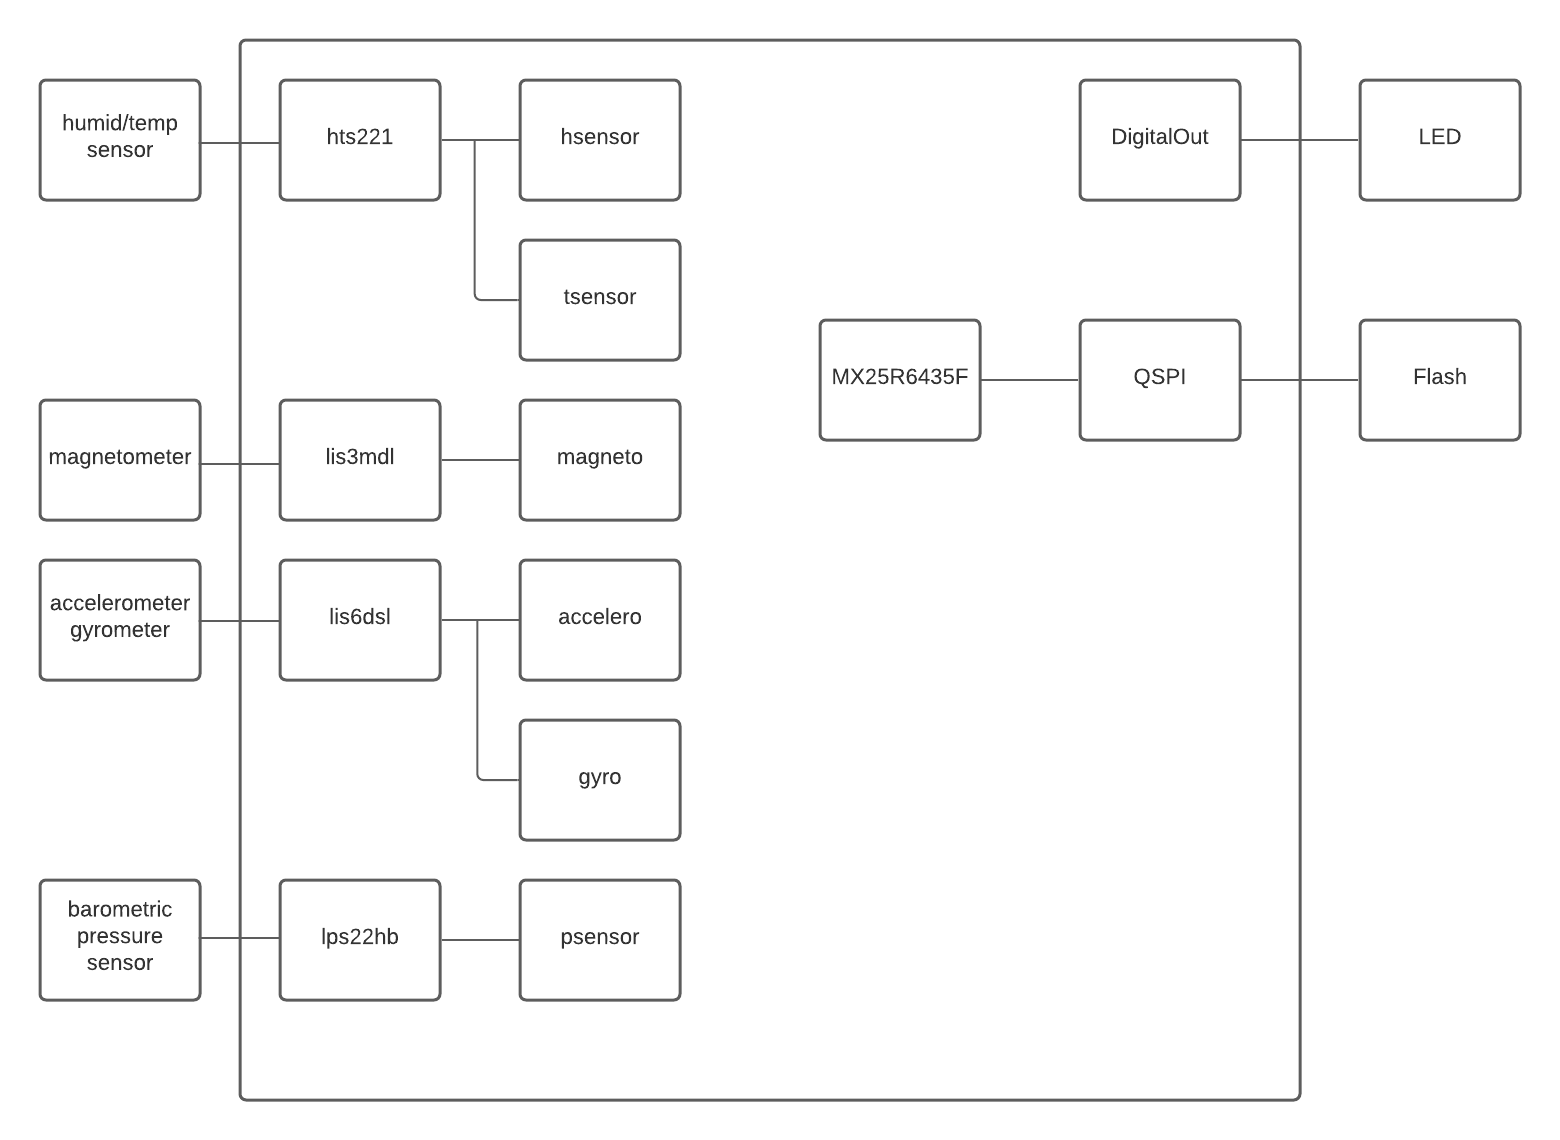 humid/temp
sensor
hts221
hsensor
DigitalOut
LED
tsensor
MX25R6435F
QSPI
Flash
magnetometer
lis3mdl
magneto
accelerometer
gyrometer
lis6dsl
accelero
gyro
barometric
pressure
sensor
lps22hb
psensor